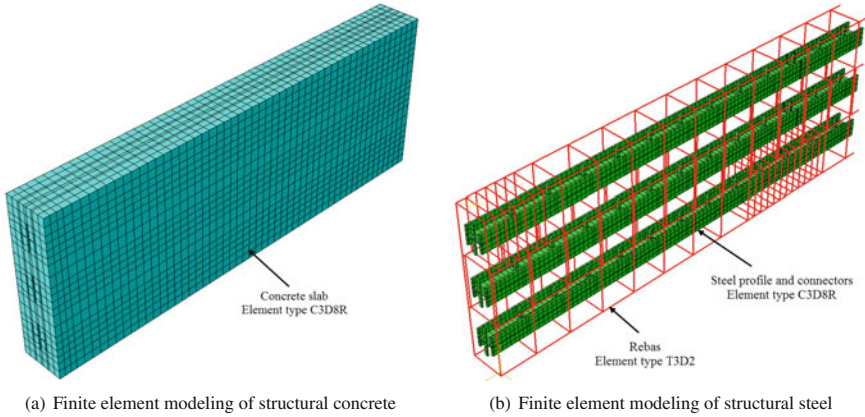 Concrete slab
Element type C3D8R
Steel profile and connectors
Element type C3D8R
Rebas
Element type T3D2
(a) Finite element modeling of structural concrete
(b) Finite element modeling of structural steel